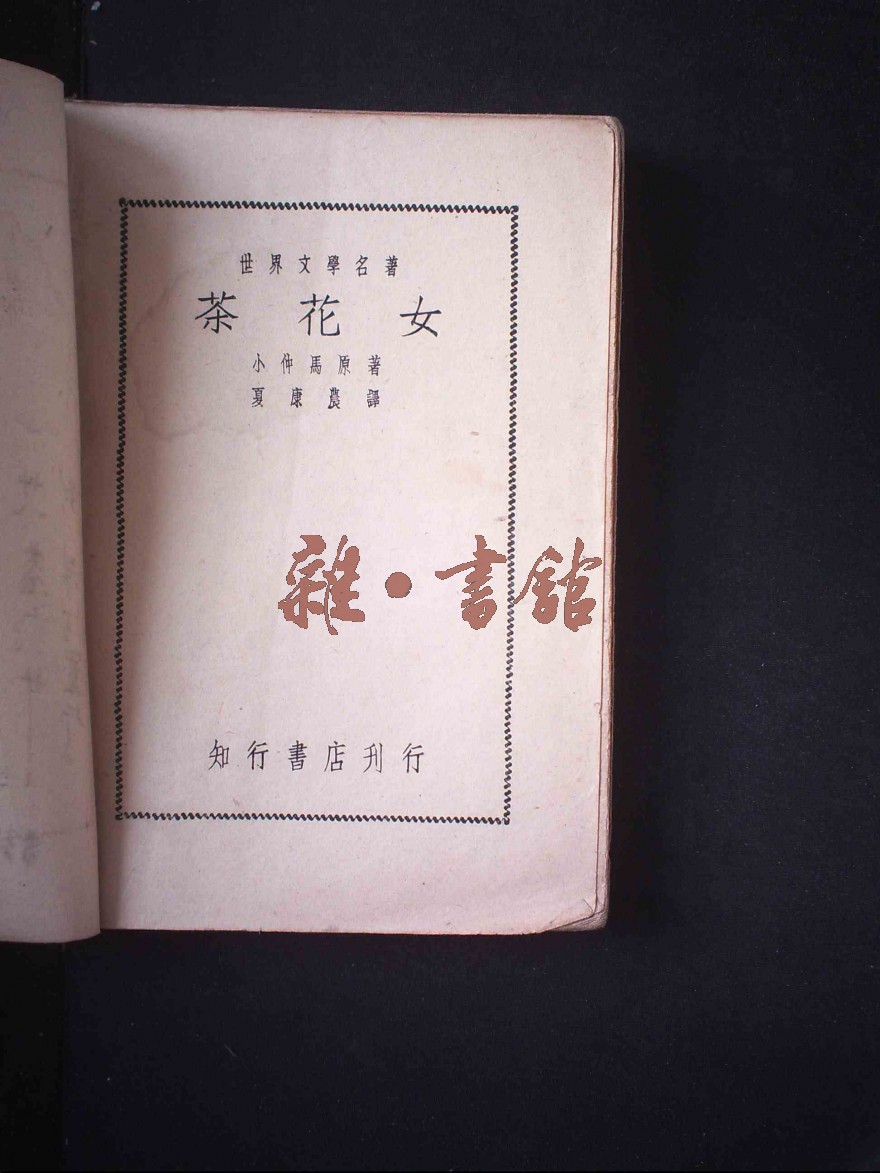 世界文學名著
茶花女
小仲馬原著
夏康農譯
雜·書館
知行書店刊行